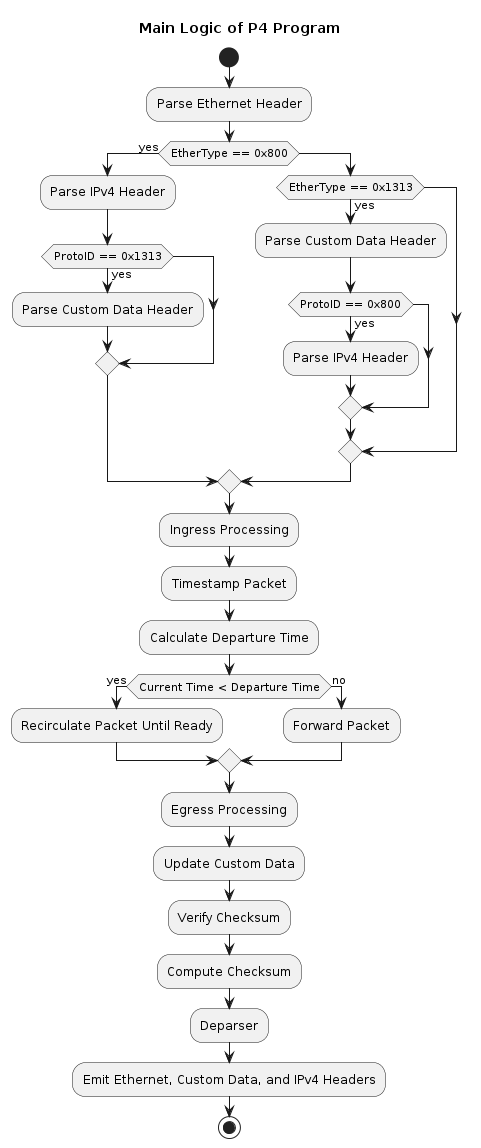 Main Logic of P4 Program
Parse Ethernet Header
yes
EtherType == 0x800
Parse IPv4 Header
ProtoID == 0x1313
yes
Parse Custom Data Header
EtherType == 0x1313
yes
Parse Custom Data Header
ProtoID == 0x800
yes
Parse IPv4 Header
Ingress Processing
Timestamp Packet
Calculate Departure Time
yes
Current Time < Departure Time
no
Recirculate Packet Until Ready
Forward Packet
Egress Processing
Update Custom Data
Verify Checksum
Compute Checksum
Deparser
Emit Ethernet, Custom Data, and IPv4 Headers